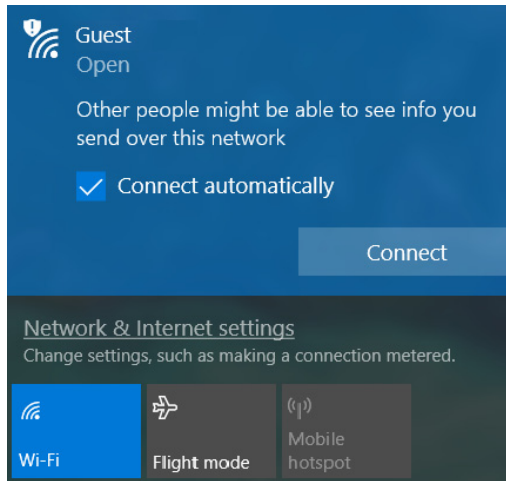 Guest
Open
Other people might be able to see info you
send over this network
Connect automatically
Connect
Network & Internet settings
Change settings, such as making a connection metered.
Wi-Fi
Flight mode
Mobile
hotspot